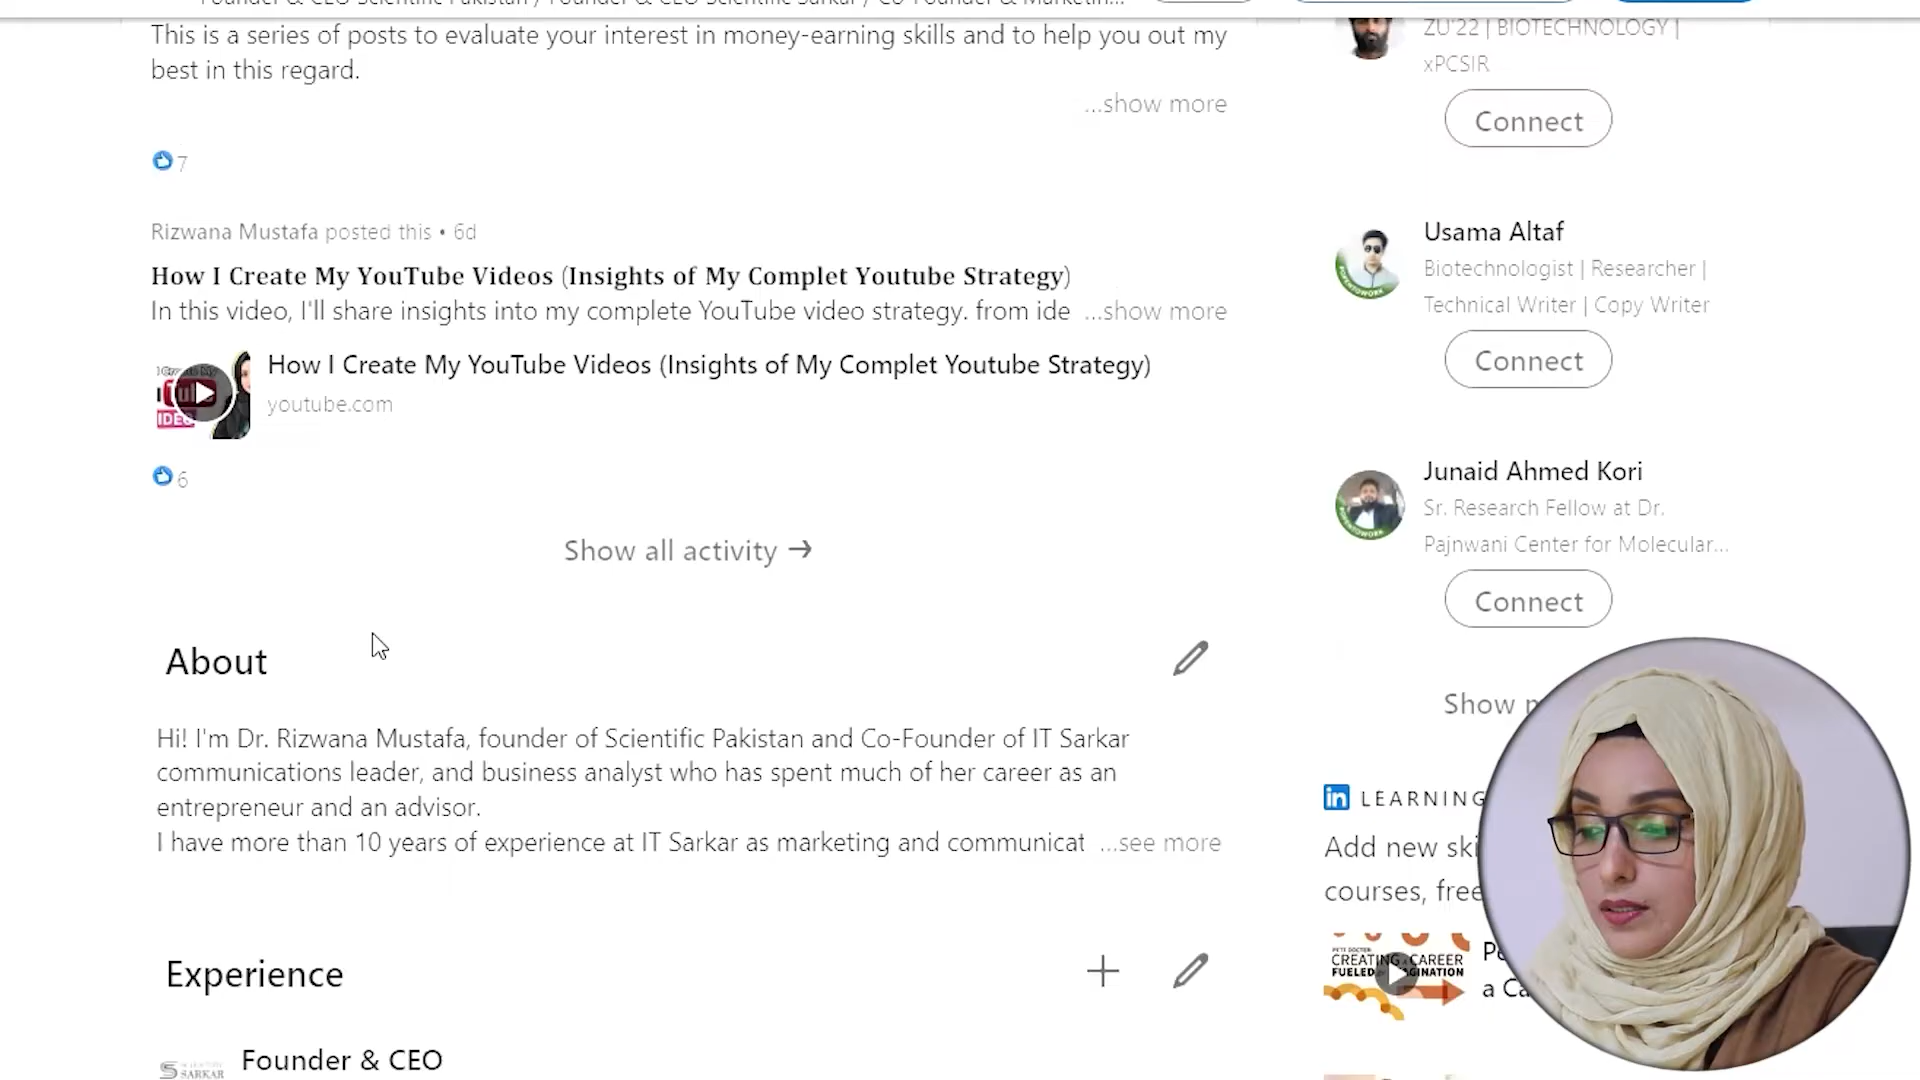 This is a series of posts to evaluate your interest in money-earning skills and to help you out my
best in this regard.
...show more
7
Rizwana Mustafa posted this • 6d
How I Create My YouTube Videos (Insights of My Complet Youtube Strategy)
In this video, I'll share insights into my complete YouTube video strategy. from ide ...show more
How I Create My YouTube Videos (Insights of My Complet Youtube Strategy)
youtube.com
6
Show all activity →
About
Hi! I'm Dr. Rizwana Mustafa, founder of Scientific Pakistan and Co-Founder of IT Sarkar
communications leader, and business analyst who has spent much of her career as an
entrepreneur and an advisor.
I have more than 10 years of experience at IT Sarkar as marketing and communicat ...see more
Experience
SARKAR
Founder & CEO
ZU'22 | BIOTECHNOLOGY |
xPCSIR
Connect
Usama Altaf
Biotechnologist | Researcher |
Technical Writer | Copy Writer
Connect
Junaid Ahmed Kori
Sr. Research Fellow at Dr.
Pajnwani Center for Molecular...
Connect
Show
in LEARNING
Add new ski
courses, free
PETE DOCTER
CREATING A CAREER
a Ca